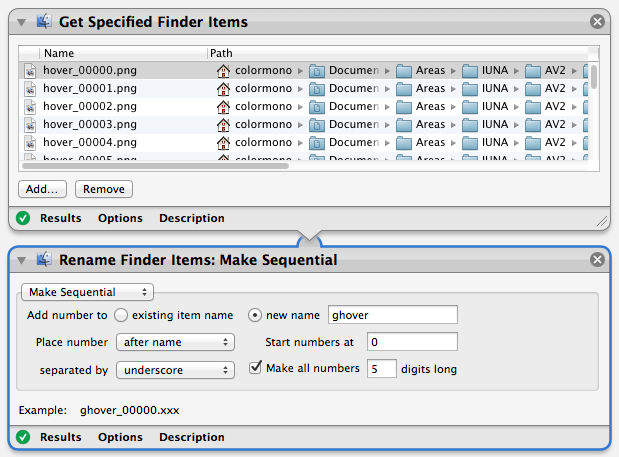 Get Specified Finder Items
Name Path
hover_00000.png colormono Documen Areas IUNA AV2
hover_00001.png colormono Documen Areas IUNA AV2
hover_00002.png colormono Documen Areas IUNA AV2
hover_00003.png colormono Documen Areas IUNA AV2
hover_00004.png colormono Documen Areas IUNA AV2
hover_00005.png colormono Documen Areas IUNA AV2
Add... Remove
Results Options Description
Rename Finder Items: Make Sequential
Make Sequential
Add number to existing item name new name ghover
Place number after name Start numbers at 0
separated by underscore Make all numbers 5 digits long
Example: ghover_00000.xxx
Results Options Description